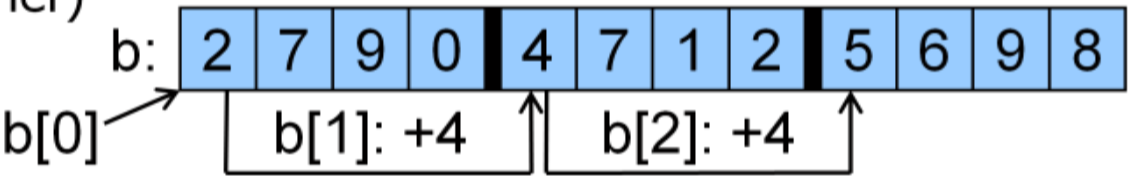 b: 2 7 9 0 4 7 1 2 5 6 9 8
b[0] b[1]: +4 b[2]: +4